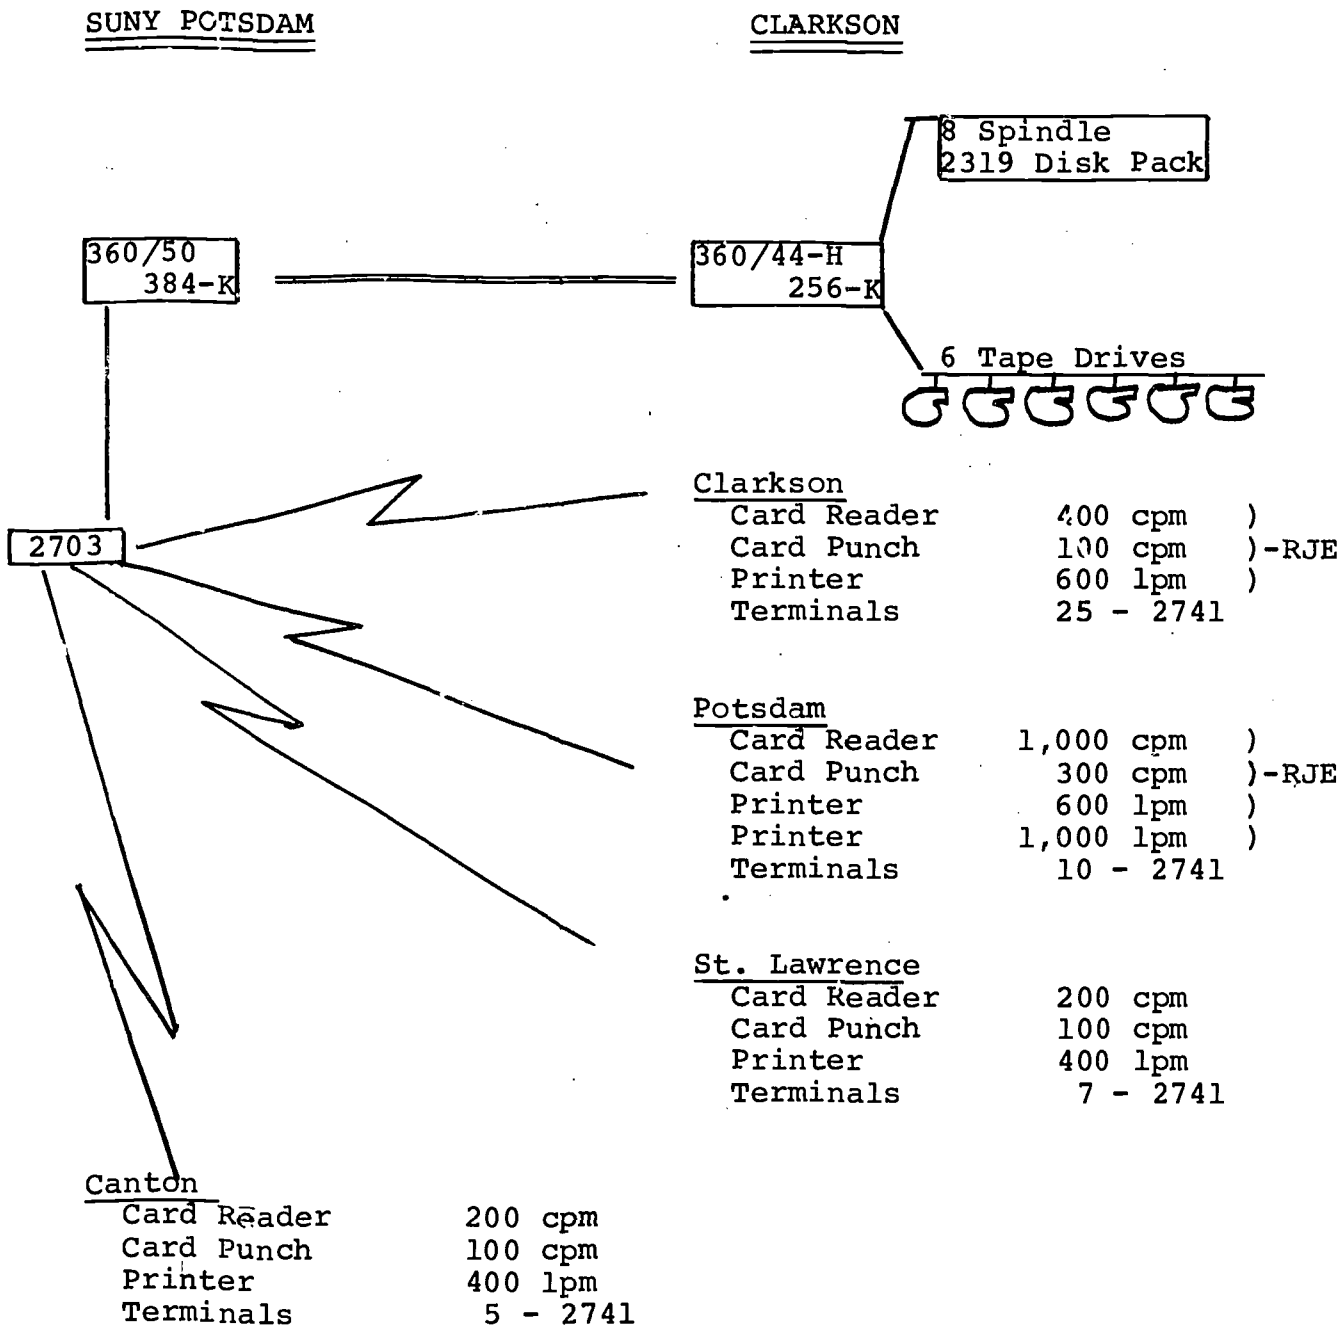 SUNY POTSDAM
CLARKSON
8 Spindle
2319 Disk Pack
360/50
384-K
360/44-H
256-K
6 Tape Drives
2703
Clarkson
Card Reader 400 cpm )
Card Punch 100 cpm )-RJE
Printer 600 lpm )
Terminals 25 - 2741
Potsdam
Card Reader 1,000 cpm )
Card Punch 300 cpm )-RJE
Printer 600 lpm )
Printer 1,000 lpm )
Terminals 10 - 2741
St. Lawrence
Card Reader 200 cpm
Card Punch 100 cpm
Printer 400 lpm
Terminals 7 - 2741
Canton
Card Reader 200 cpm
Card Punch 100 cpm
Printer 400 lpm
Terminals 5 - 2741